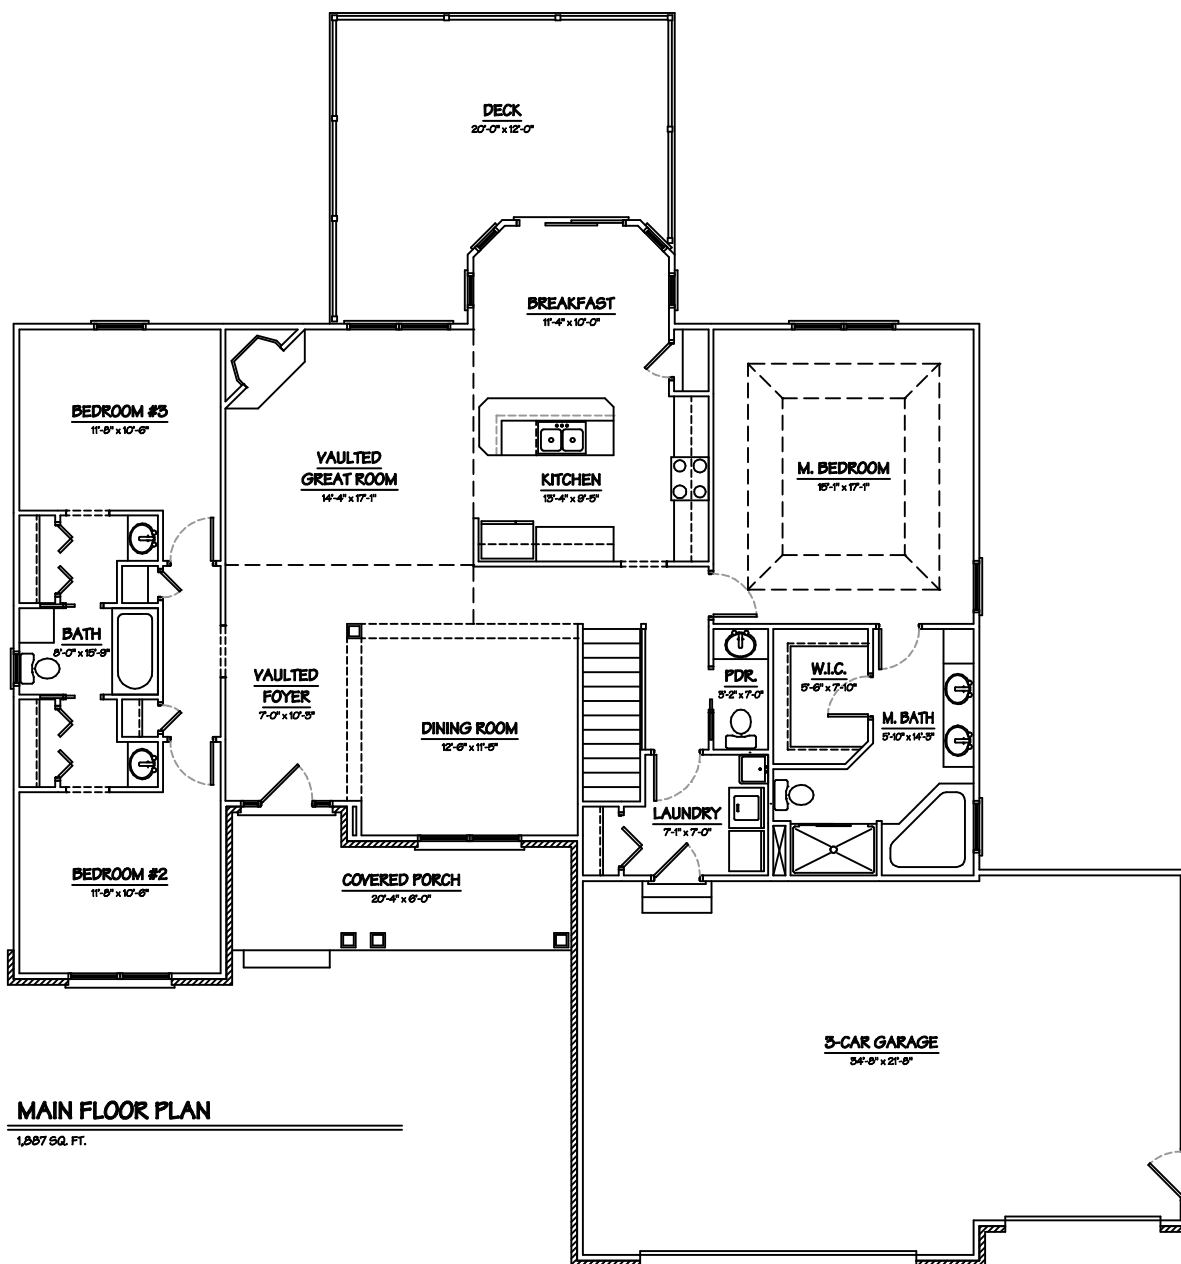 DECK
20'-0" x 12'-0"
BREAKFAST
11'-4" x 10'-0"
BEDROOM #3
11'-8" x 10'-6"
VAULTED
GREAT ROOM
14'-4" x 17'-1"
KITCHEN
13'-4" x 9'-5"
M. BEDROOM
15'-1" x 17'-1"
BATH
8'-0" x 15'-9"
VAULTED
FOYER
7'-0" x 10'-3"
DINING ROOM
12'-6" x 11'-5"
PDR.
3'-2" x 7'-0"
W.I.C.
5'-6" x 7'-10"
M. BATH
5'-10" x 14'-3"
LAUNDRY
7'-1" x 7'-0"
BEDROOM #2
11'-8" x 10'-6"
COVERED PORCH
20'-4" x 6'-0"
3-CAR GARAGE
34'-8" x 21'-8"
MAIN FLOOR PLAN
1,887 SQ. FT.